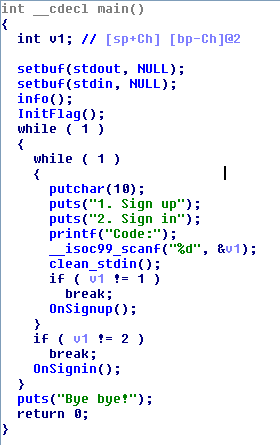 int __cdecl main()
{
  int v1; // [sp+Ch] [bp-Ch]@2

  setbuf(stdout, NULL);
  setbuf(stdin, NULL);
  info();
  InitFlag();
  while ( 1 )
  {
    while ( 1 )
    {
      putchar(10);
      puts("1. Sign up");
      puts("2. Sign in");
      printf("Code:");
      __isoc99_scanf("%d", &v1);
      clean_stdin();
      if ( v1 != 1 )
        break;
      OnSignup();
    }
    if ( v1 != 2 )
      break;
    OnSignin();
  }
  puts("Bye bye!");
  return 0;
}